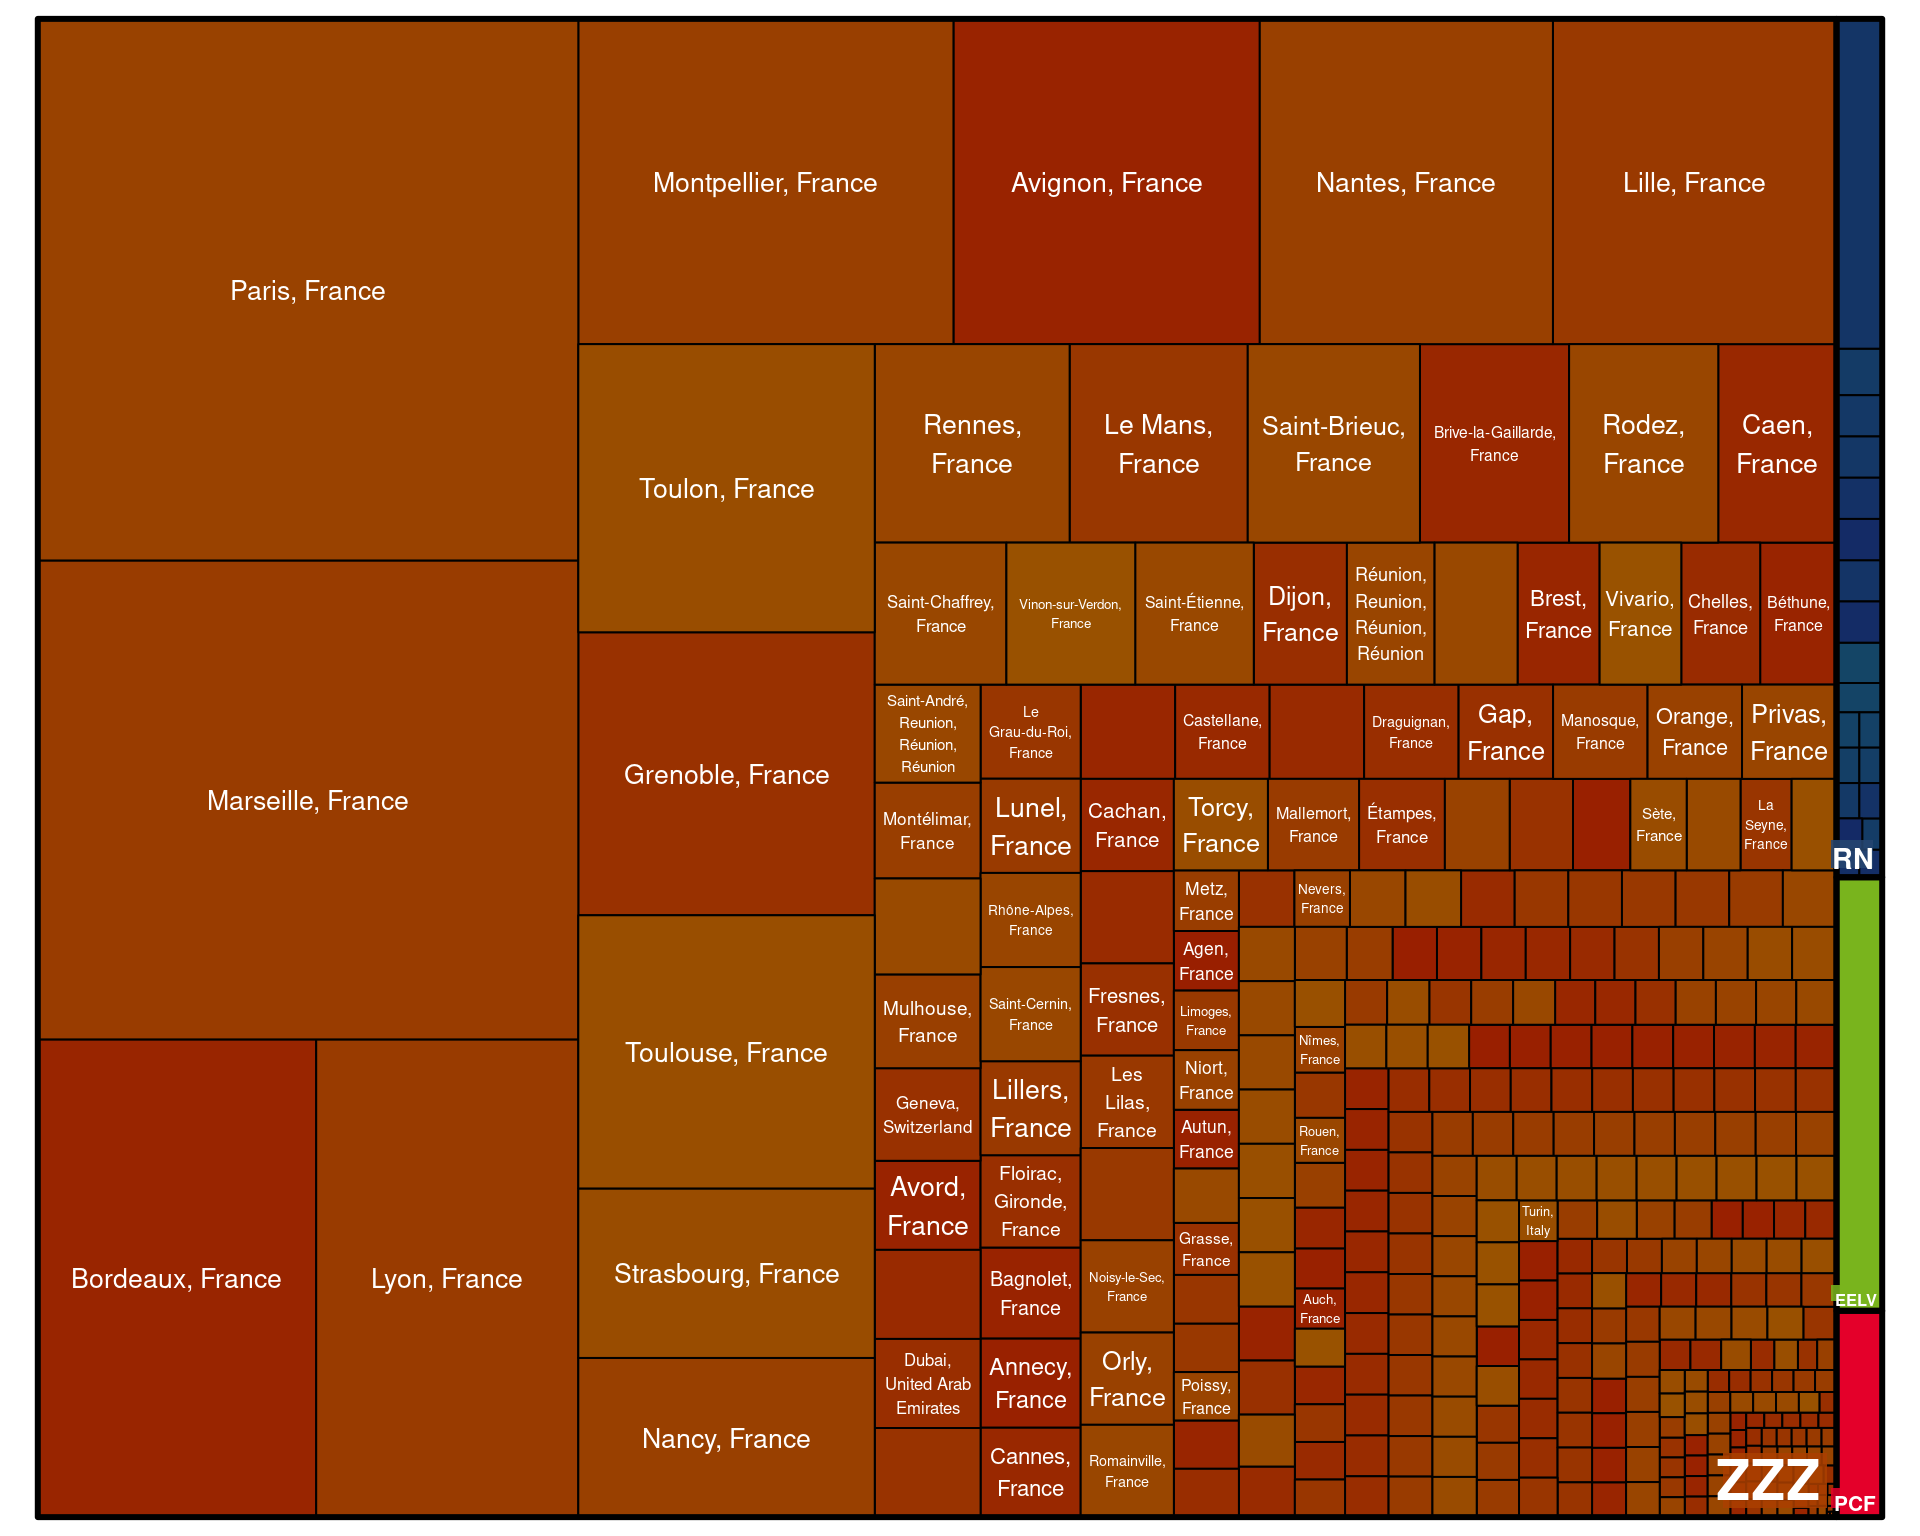 Paris, France
Marseille, France
Bordeaux, France
Lyon, France
Montpellier, France
Avignon, France
Nantes, France
Lille, France
Toulon, France
Grenoble, France
Toulouse, France
Strasbourg, France
Nancy, France
Rennes,
France
Le Mans,
France
Saint-Brieuc,
France
Brive-la-Gaillarde,
France
Rodez,
France
Caen,
France
Saint-Chaffrey,
France
Vinon-sur-Verdon,
France
Saint-Étienne,
France
Dijon,
France
Réunion,
Reunion,
Réunion,
Réunion
Brest,
France
Vivario,
France
Chelles,
France
Béthune,
France
Saint-André,
Reunion,
Réunion,
Réunion
Le
Grau-du-Roi,
France
Castellane,
France
Draguignan,
France
Gap,
France
Manosque,
France
Orange,
France
Privas,
France
Montélimar,
France
Lunel,
France
Cachan,
France
Torcy,
France
Mallemort,
France
Étampes,
France
Sète,
France
La
Seyne,
France
Rhône-Alpes,
France
Metz,
France
Nevers,
France
Agen,
France
Mulhouse,
France
Saint-Cernin,
France
Fresnes,
France
Limoges,
France
Nîmes,
France
Geneva,
Switzerland
Lillers,
France
Les
Lilas,
France
Niort,
France
Autun,
France
Rouen,
France
Avord,
France
Floirac,
Gironde,
France
Grasse,
France
Turin,
Italy
Bagnolet,
France
Noisy-le-Sec,
France
Auch,
France
Dubai,
United Arab
Emirates
Annecy,
France
Orly,
France
Poissy,
France
Cannes,
France
Romainville,
France
ZZZ
RN
EELV
PCF